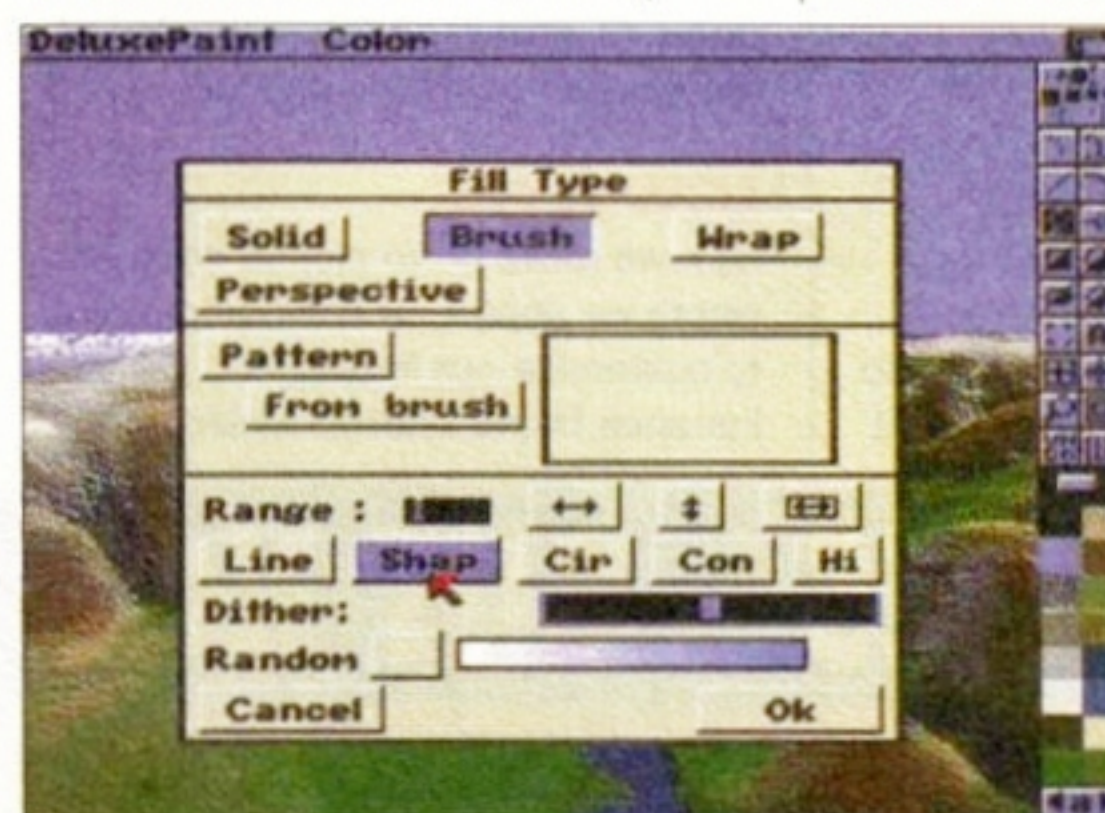 DeluxePaint Color
Fill Type
Solid Brush Wrap
Perspective
Pattern
From brush
Range :
Line Shap Cir Con Hi
Dither:
Random
Cancel Ok